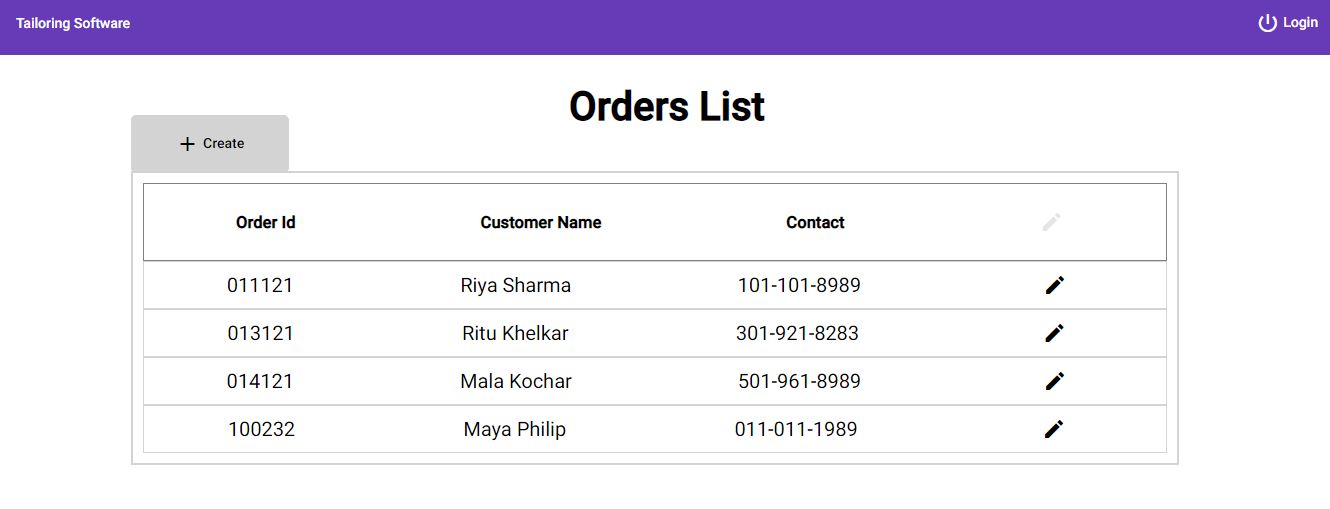 Tailoring Software Login
Orders List
Create
Order Id Customer Name Contact
011121 Riya Sharma 101-101-8989
013121 Ritu Khelkar 301-921-8283
014121 Mala Kochar 501-961-8989
100232 Maya Philip 011-011-1989